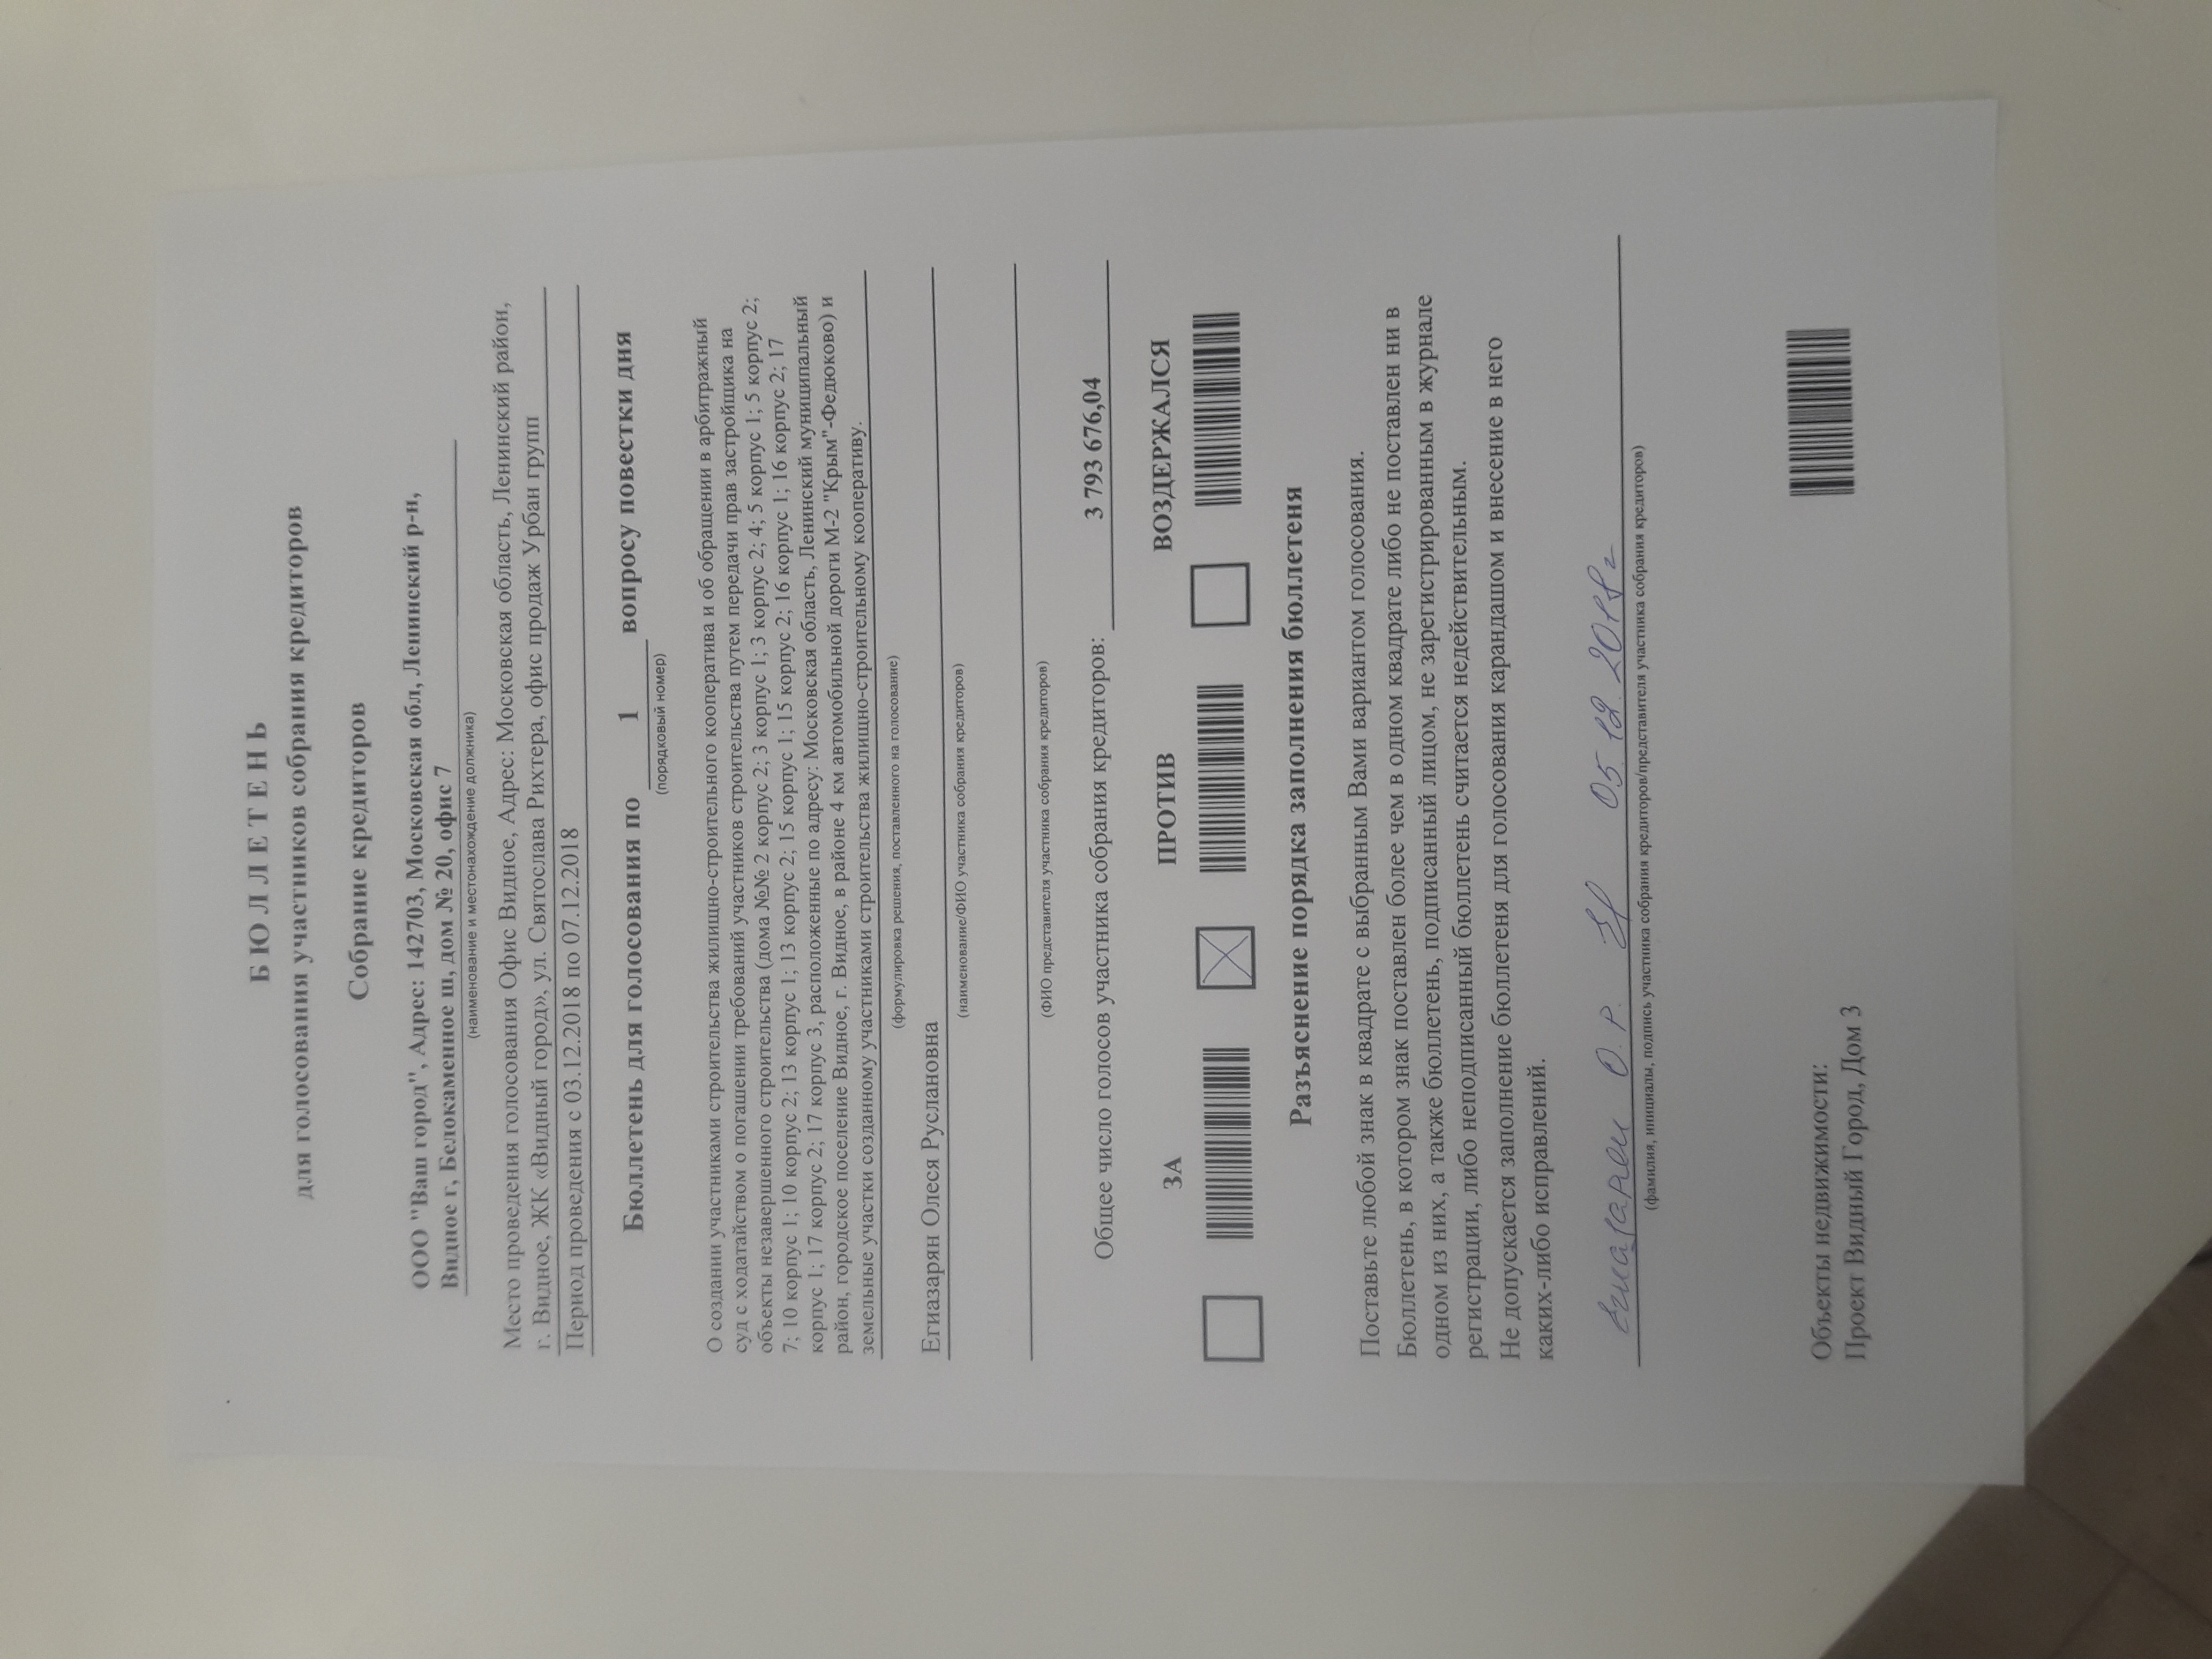 БЮЛЛЕТЕНЬ
для голосования участников собрания кредиторов
Собрание кредиторов
ООО "Ваш город", Адрес: 142703, Московская обл, Ленинский р-н,
Видное г, Белокаменное ш, дом № 20, офис 7
(наименование и местонахождение должника)
Место проведения голосования Офис Видное, Адрес: Московская область, Ленинский район,
г. Видное, ЖК «Видный город», ул. Святослава Рихтера, офис продаж Урбан групп
Период проведения с 03.12.2018 по 07.12.2018
Бюллетень для голосования по 1 вопросу повестки дня
(порядковый номер)
О создании участниками строительства жилищно-строительного кооператива и об обращении в арбитражный
суд с ходатайством о погашении требований участников строительства путем передачи прав застройщика на
объекты незавершенного строительства (дома №№ 2 корпус 2; 3 корпус 1; 3 корпус 2; 4; 5 корпус 1; 5 корпус 2;
7; 10 корпус 1; 10 корпус 2; 13 корпус 1; 13 корпус 2; 15 корпус 1; 15 корпус 2; 16 корпус 1; 16 корпус 2; 17
корпус 1; 17 корпус 2; 17 корпус 3, расположенные по адресу: Московская область, Ленинский муниципальный
район, городское поселение Видное, г. Видное, в районе 4 км автомобильной дороги М-2 "Крым"-Федюково) и
земельные участки созданному участниками строительства жилищно-строительному кооперативу.
(формулировка решения, поставленного на голосование)
Егиазарян Олеся Руслановна
(наименование/ФИО участника собрания кредиторов)
(ФИО представителя участника собрания кредиторов)
Общее число голосов участника собрания кредиторов: 3 793 676,04
ЗА ПРОТИВ ВОЗДЕРЖАЛСЯ
Разъяснение порядка заполнения бюллетеня
Поставьте любой знак в квадрате с выбранным Вами вариантом голосования.
Бюллетень, в котором знак поставлен более чем в одном квадрате либо не поставлен ни в
одном из них, а также бюллетень, подписанный лицом, не зарегистрированным в журнале
регистрации, либо неподписанный бюллетень считается недействительным.
Не допускается заполнение бюллетеня для голосования карандашом и внесение в него
каких-либо исправлений.
Егиазарян О.Р. 05.12.2018г
(фамилия, инициалы, подпись участника собрания кредиторов/представителя участника собрания кредиторов)
Объекты недвижимости:
Проект Видный Город, Дом 3